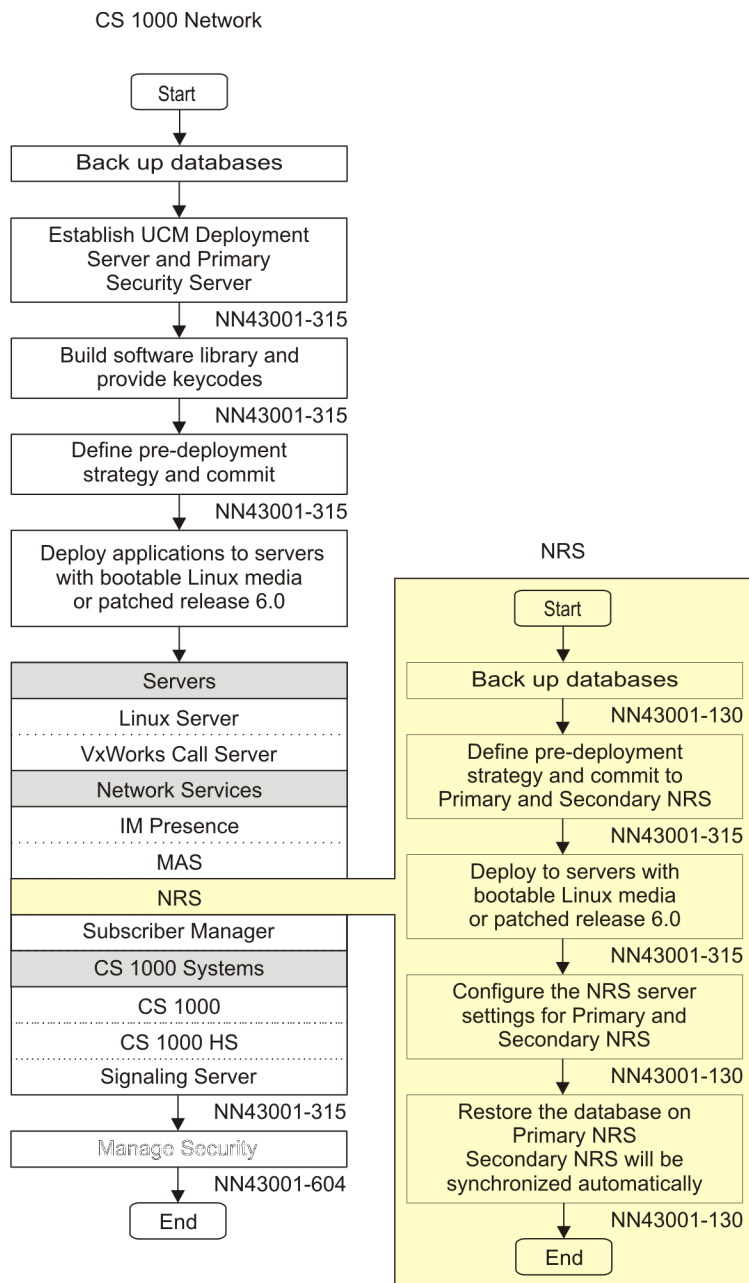 CS 1000 Network
Start
Back up databases
Establish UCM Deployment
Server and Primary
Security Server
NN43001-315
Build software library and
provide keycodes
NN43001-315
Define pre-deployment
strategy and commit
NN43001-315
Deploy applications to servers
with bootable Linux media
or patched release 6.0
Servers
Linux Server
VxWorks Call Server
Network Services
IM Presence
MAS
NRS
Subscriber Manager
CS 1000 Systems
CS 1000
CS 1000 HS
Signaling Server
NN43001-315
Manage Security
NN43001-604
End
NRS
Start
Back up databases
NN43001-130
Define pre-deployment
strategy and commit to
Primary and Secondary NRS
NN43001-315
Deploy to servers with
bootable Linux media
or patched release 6.0
NN43001-315
Configure the NRS server
settings for Primary and
Secondary NRS
NN43001-130
Restore the database on
Primary NRS
Secondary NRS will be
synchronized automatically
NN43001-130
End